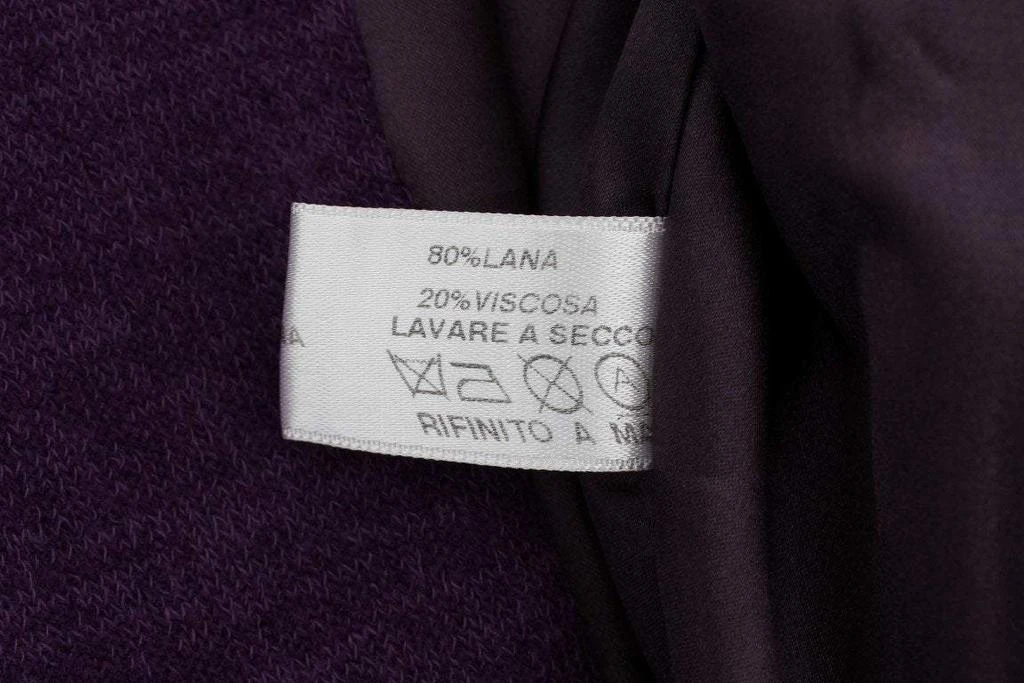 80%LANA
20%VISCOSA
LAVARE A SECCO
A
RIFINITO A